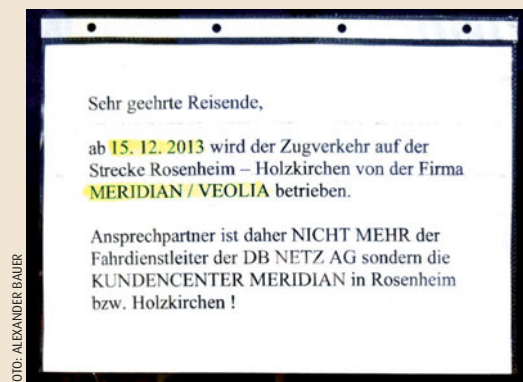 Sehr geehrte Reisende,
ab 15. 12. 2013 wird der Zugverkehr auf der
Strecke Rosenheim – Holzkirchen von der Firma
MERIDIAN / VEOLIA betrieben.
Ansprechpartner ist daher NICHT MEHR der
Fahrdienstleiter der DB NETZ AG sondern die
KUNDENCENTER MERIDIAN in Rosenheim
bzw. Holzkirchen !
OTO: ALEXANDER BAUER